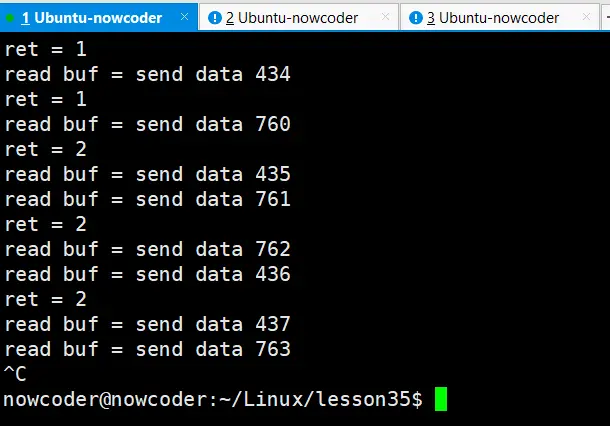 1 Ubuntu-nowcoder × 2 Ubuntu-nowcoder × 3 Ubuntu-nowcoder ×
ret = 1
read buf = send data 434
ret = 1
read buf = send data 760
ret = 2
read buf = send data 435
read buf = send data 761
ret = 2
read buf = send data 762
read buf = send data 436
ret = 2
read buf = send data 437
read buf = send data 763
^C
nowcoder@nowcoder:~/Linux/lesson35$